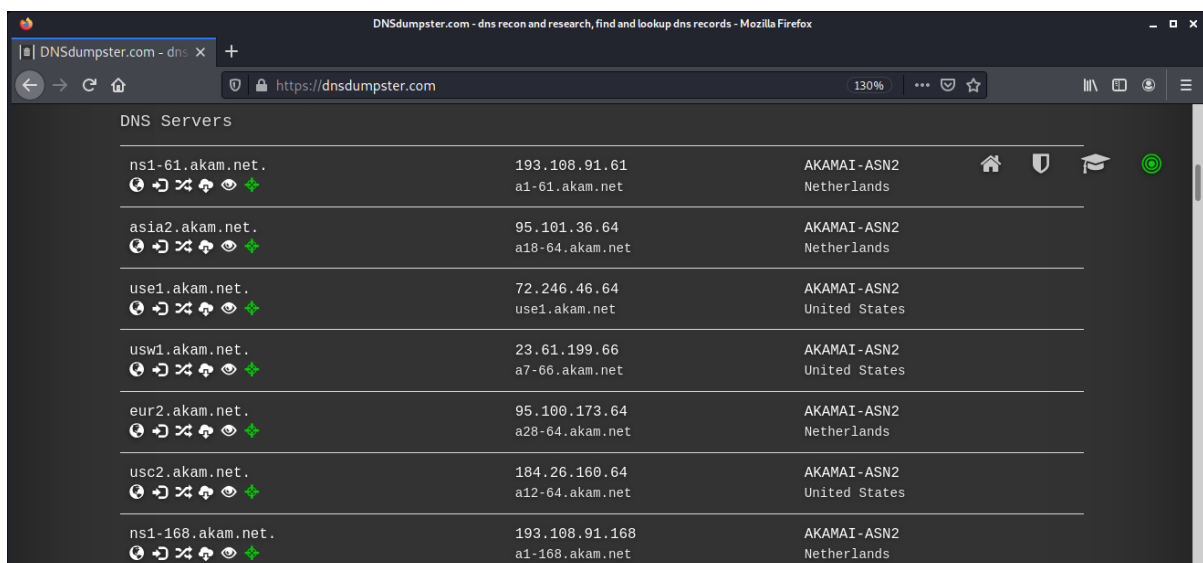 DNSdumpster.com - dns recon and research, find and lookup dns records - Mozilla Firefox
DNSdumpster.com - dns
https://dnsdumpster.com 130%
DNS Servers
ns1-61.akam.net. 193.108.91.61 AKAMAI-ASN2
a1-61.akam.net Netherlands
asia2.akam.net. 95.101.36.64 AKAMAI-ASN2
a18-64.akam.net Netherlands
use1.akam.net. 72.246.46.64 AKAMAI-ASN2
use1.akam.net United States
usw1.akam.net. 23.61.199.66 AKAMAI-ASN2
a7-66.akam.net United States
eur2.akam.net. 95.100.173.64 AKAMAI-ASN2
a28-64.akam.net Netherlands
usc2.akam.net. 184.26.160.64 AKAMAI-ASN2
a12-64.akam.net United States
ns1-168.akam.net. 193.108.91.168 AKAMAI-ASN2
a1-168.akam.net Netherlands